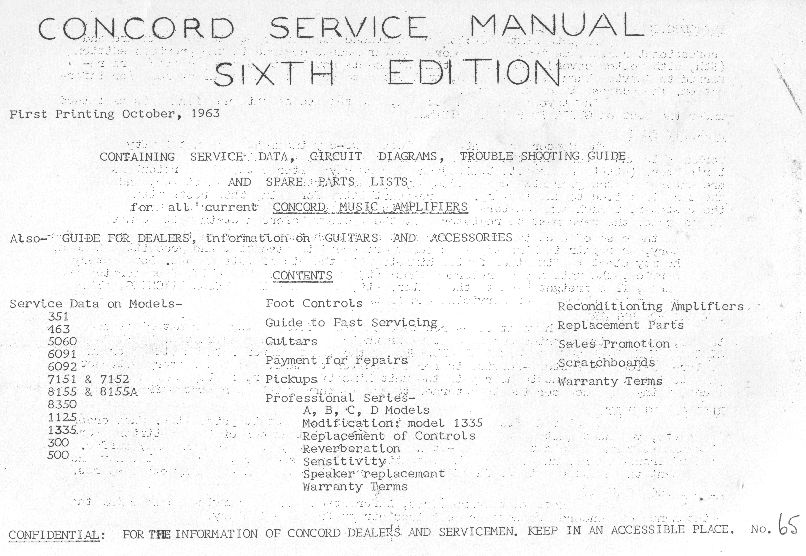 CONCORD SERVICE MANUAL
SIXTH EDITION
First Printing October, 1963
CONTAINING SERVICE DATA, CIRCUIT DIAGRAMS, TROUBLE SHOOTING GUIDE
AND SPARE PARTS LISTS
for all current CONCORD MUSIC AMPLIFIERS
Also- GUIDE FOR DEALERS, information on GUITARS AND ACCESSORIES
CONTENTS
Service Data on Models-
351
463
5060
6091
6092
7151 & 7152
8155 & 8155A
8350
1125
1335
300
500
Foot Controls
Guide to Fast Servicing
Guitars
Payment for repairs
Pickups
Professional Series-
A, B, C, D Models
Modification: model 1335
Replacement of Controls
Reverberation
Sensitivity
Speaker replacement
Warranty Terms
Reconditioning Amplifiers
Replacement Parts
Sales Promotion
Scratchboards
Warranty Terms
CONFIDENTIAL: FOR THE INFORMATION OF CONCORD DEALERS AND SERVICEMEN. KEEP IN AN ACCESSIBLE PLACE. No. 65